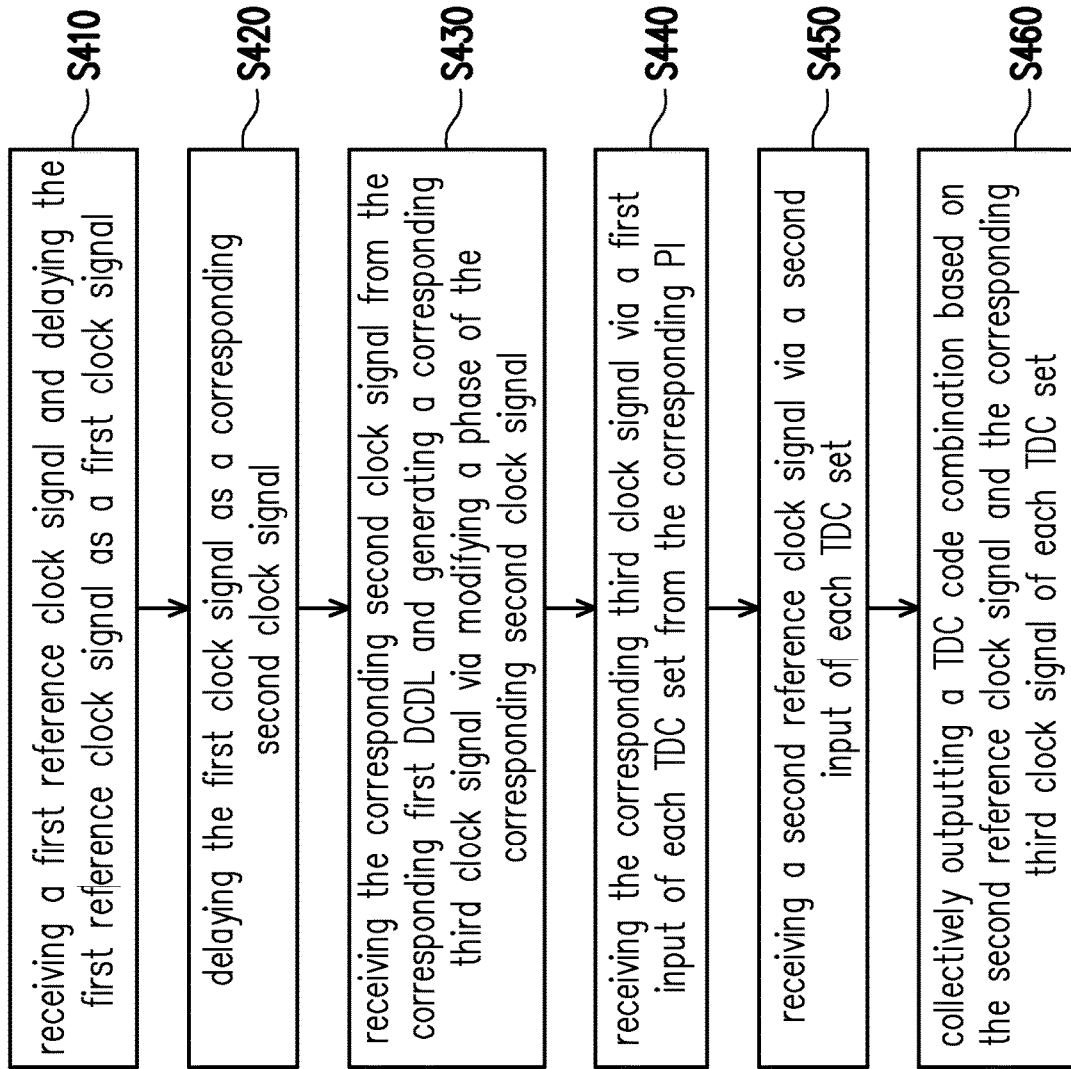 receiving a first reference clock signal and delaying the
first reference clock signal as a first clock signal
S410
delaying the first clock signal as a corresponding
second clock signal
S420
receiving the corresponding second clock signal from the
corresponding first DCDL and generating a corresponding
third clock signal via modifying a phase of the
corresponding second clock signal
S430
receiving the corresponding third clock signal via a first
input of each TDC set from the corresponding PI
S440
receiving a second reference clock signal via a second
input of each TDC set
S450
collectively outputting a TDC code combination based on
the second reference clock signal and the corresponding
third clock signal of each TDC set
S460